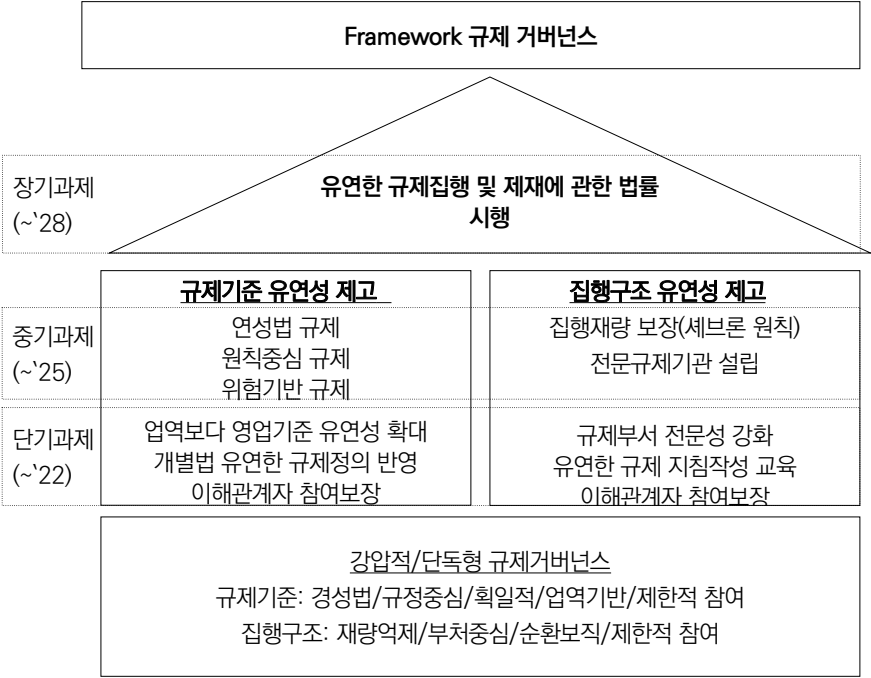 Framework 규제 거버넌스
장기과제
(~`28)
유연한 규제집행 및 제재에 관한 법률
시행
규제기준 유연성 제고
집행구조 유연성 제고
중기과제
(~`25)
연성법 규제
원칙중심 규제
위험기반 규제
집행재량 보장(셰브론 원칙)
전문규제기관 설립
단기과제
(~`22)
업역보다 영업기준 유연성 확대
개별법 유연한 규제정의 반영
이해관계자 참여보장
규제부서 전문성 강화
유연한 규제 지침작성 교육
이해관계자 참여보장
강압적/단독형 규제거버넌스
규제기준: 경성법/규정중심/획일적/업역기반/제한적 참여
집행구조: 재량억제/부처중심/순환보직/제한적 참여